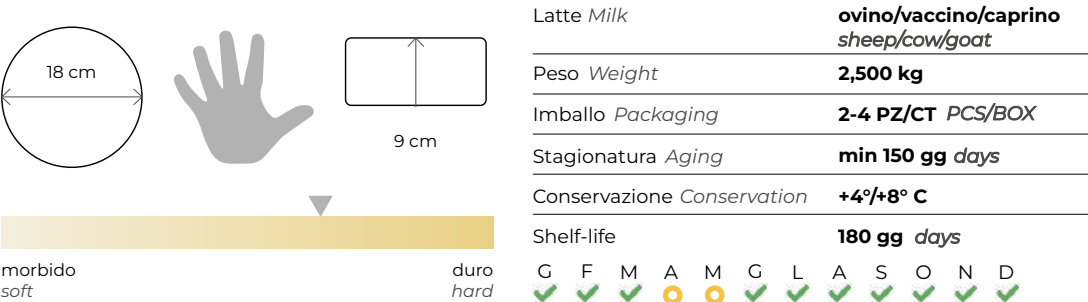 18 cm
9 cm
morbido
soft
duro
hard
Latte Milk ovino/vaccino/caprino
sheep/cow/goat
Peso Weight 2,500 kg
Imballo Packaging 2-4 PZ/CT PCS/BOX
Stagionatura Aging min 150 gg days
Conservazione Conservation +4°/+8° C
Shelf-life 180 gg days
G F M A M G L A S O N D